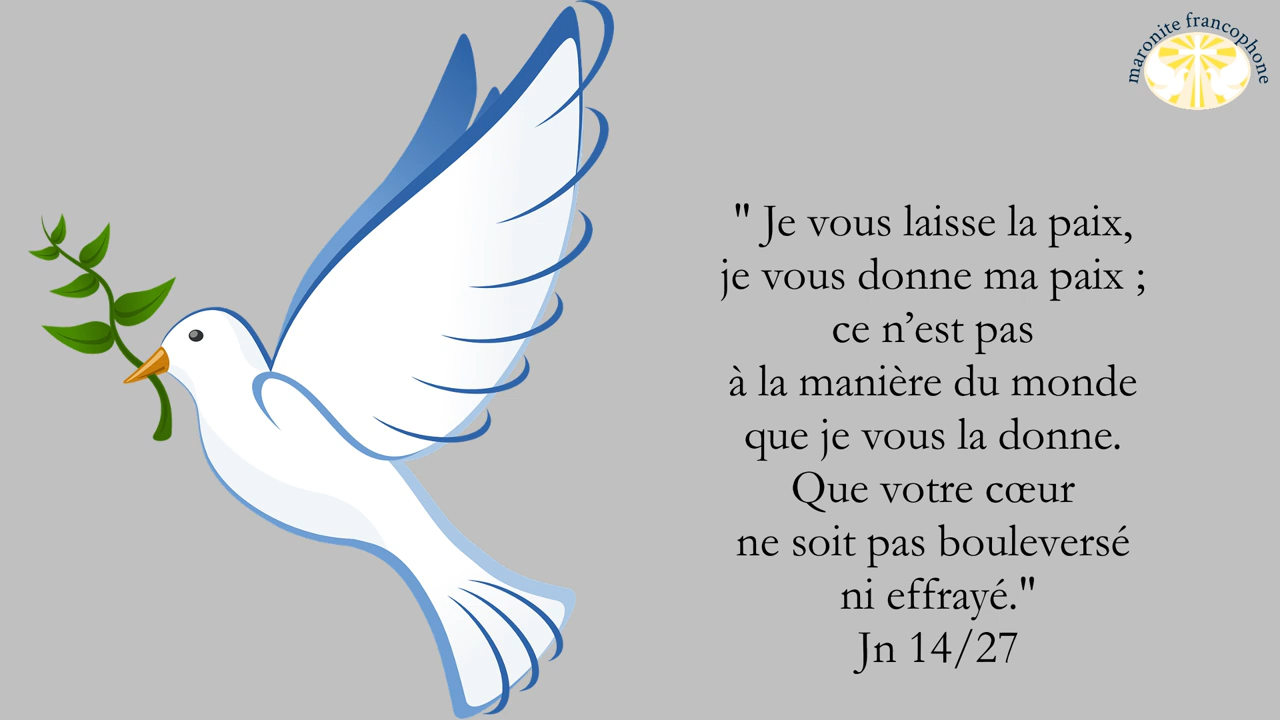 maronite francophone
" Je vous laisse la paix,
je vous donne ma paix ;
ce n’est pas
à la manière du monde
que je vous la donne.
Que votre cœur
ne soit pas bouleversé
ni effrayé."
Jn 14/27